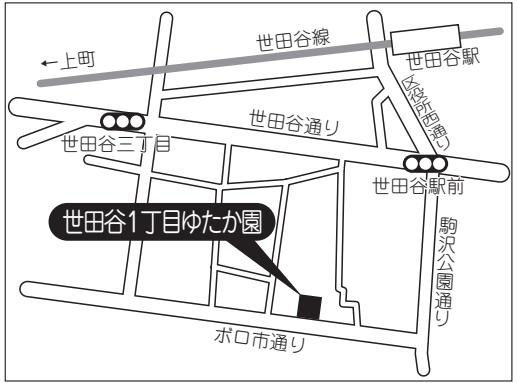 世田谷線
←上町
世田谷駅
区役所西通り
世田谷通り
世田谷三丁目
世田谷駅前
世田谷1丁目ゆたか園
駒沢公園通り
ボロ市通り